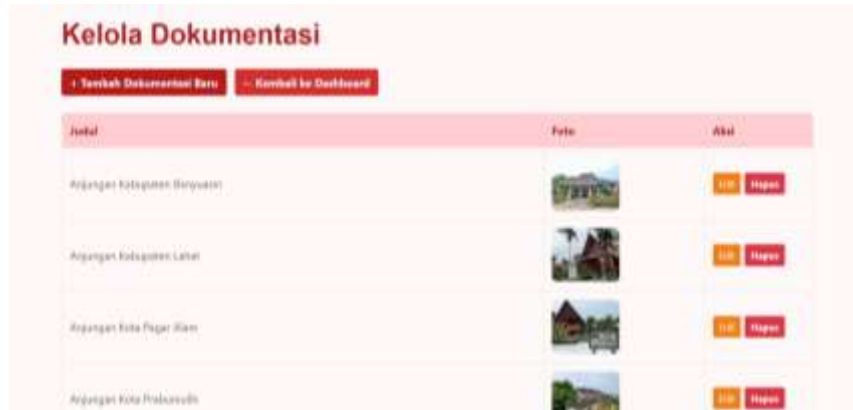 Kelola Dokumentasi
+ Tambah Dokumentasi Baru ← Kembali ke Dashboard
Judul Foto Aksi
Anjungan Kabupaten Banyuasin Edit Hapus
Anjungan Kabupaten Lahat Edit Hapus
Anjungan Kota Pagar Alam Edit Hapus
Anjungan Kota Prabumulih Edit Hapus